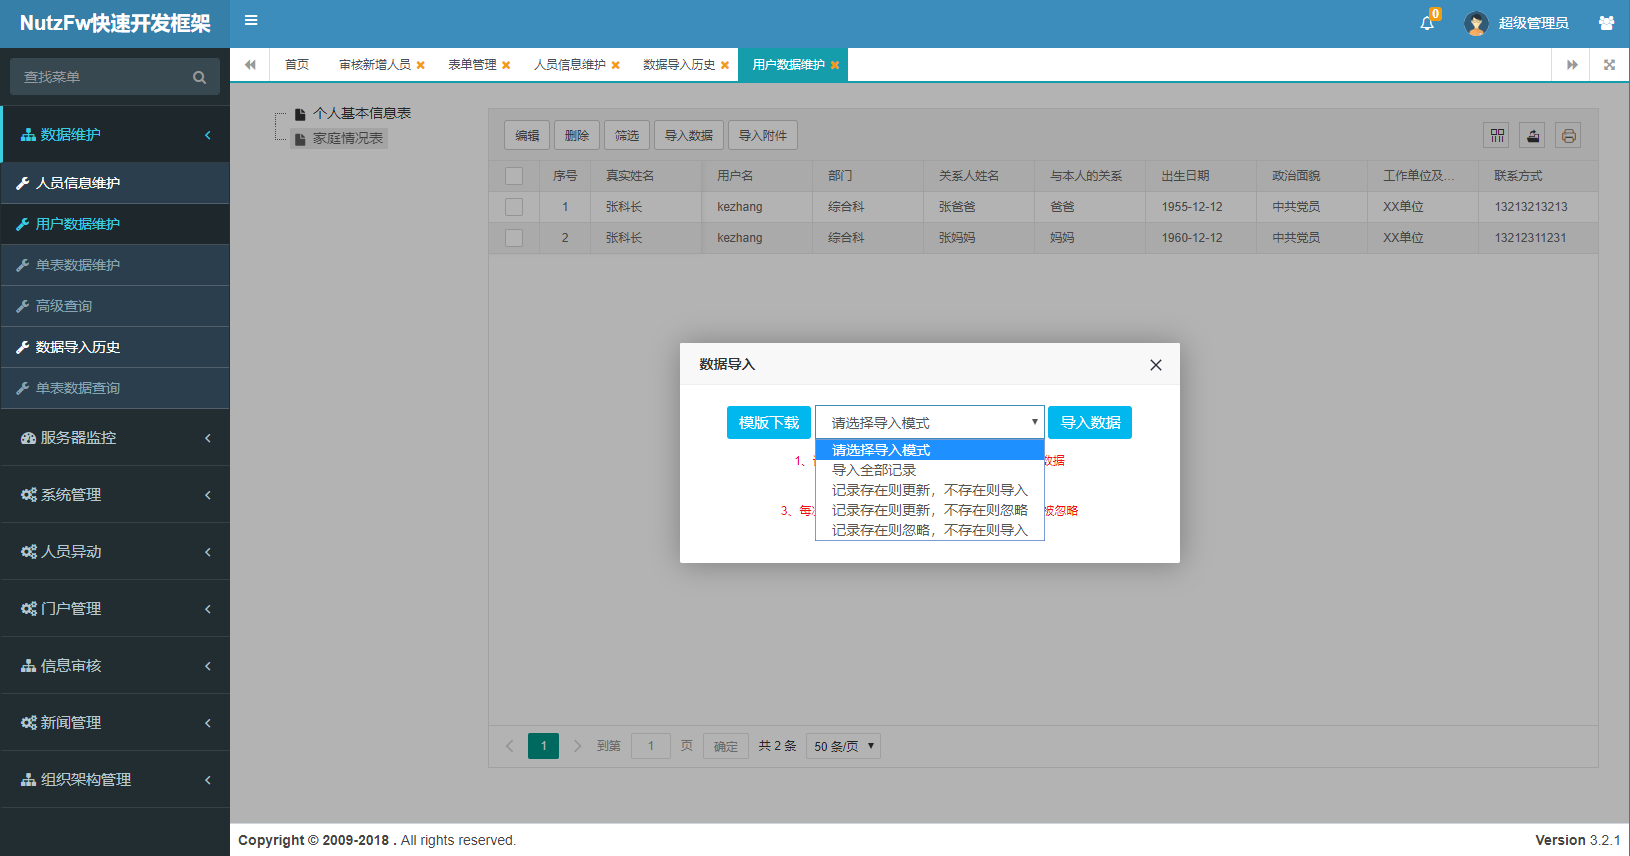 NutzFw快速开发框架
0
超级管理员
查找菜单
首页 审核新增人员 表单管理 人员信息维护 数据导入历史 用户数据维护
数据维护
人员信息维护
用户数据维护
单表数据维护
高级查询
数据导入历史
单表数据查询
服务器监控
系统管理
人员异动
门户管理
信息审核
新闻管理
组织架构管理
个人基本信息表
家庭情况表
编辑 删除 筛选 导入数据 导入附件
序号 真实姓名 用户名 部门 关系人姓名 与本人的关系 出生日期 政治面貌 工作单位及... 联系方式
1 张科长 kezhang 综合科 张爸爸 爸爸 1955-12-12 中共党员 XX单位 13213213213
2 张科长 kezhang 综合科 张妈妈 妈妈 1960-12-12 中共党员 XX单位 13212311231
数据导入
模版下载 请选择导入模式 导入数据
请选择导入模式
导入全部记录
记录存在则更新，不存在则导入
记录存在则更新，不存在则忽略
记录存在则忽略，不存在则导入
1、 数据
3、每 被忽略
1 到第 1 页 确定 共 2 条 50 条/页
Copyright © 2009-2018 . All rights reserved.
Version 3.2.1